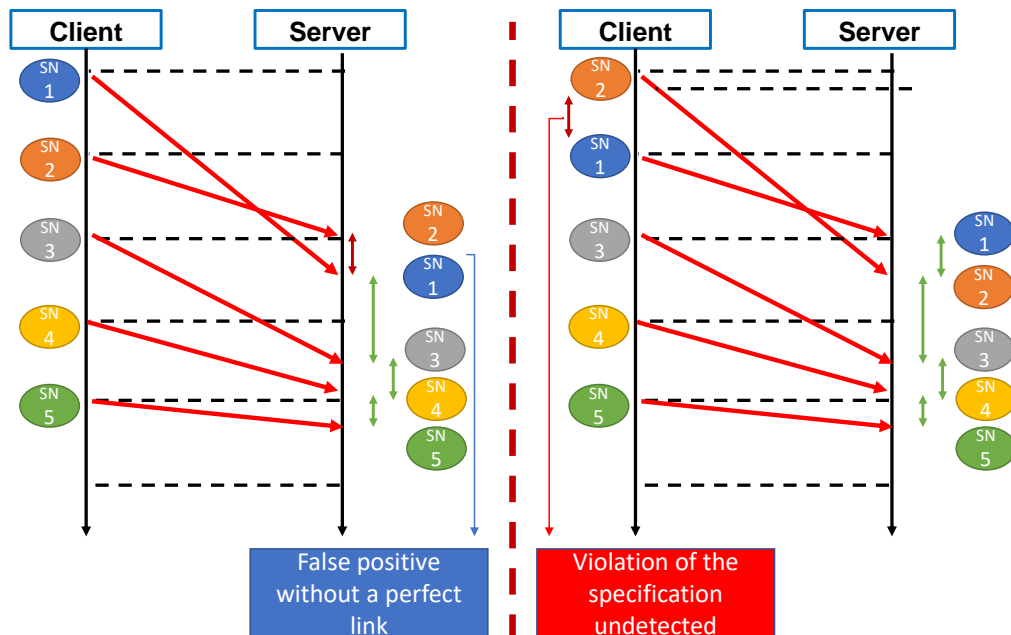 Client
Server
SN
1
SN
2
SN
3
SN
4
SN
5
SN
2
SN
1
SN
3
SN
4
SN
5
False positive
without a perfect
link
Client
Server
SN
2
SN
1
SN
3
SN
4
SN
5
SN
1
SN
2
SN
3
SN
4
SN
5
Violation of the
specification
undetected